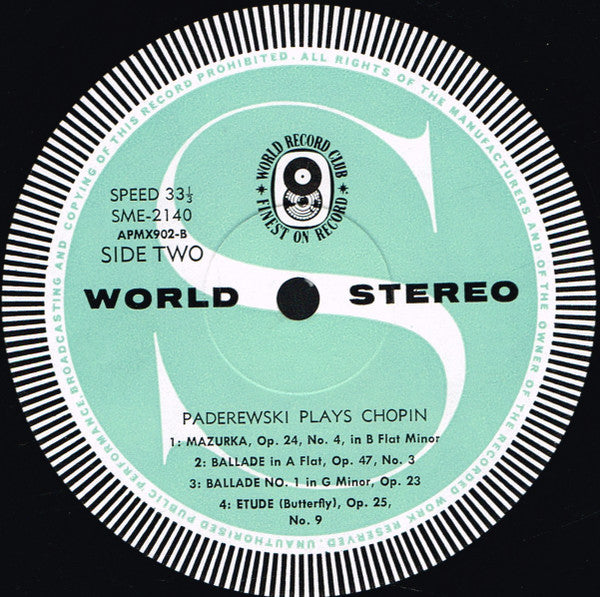 UNAUTHORISED PUBLIC PERFORMANCE, BROADCASTING AND COPYING OF THIS RECORD PROHIBITED. ALL RIGHTS OF THE MANUFACTURERS AND OF THE OWNER OF THE RECORDED WORK RESERVED.
WORLD RECORD CLUB
FINEST ON RECORD
SPEED 33⅓
SME-2140
APMX902-B
SIDE TWO
WORLD STEREO
PADEREWSKI PLAYS CHOPIN
1: MAZURKA, Op. 24, No. 4, in B Flat Minor
2: BALLADE in A Flat, Op. 47, No. 3
3: BALLADE NO. 1 in G Minor, Op. 23
4: ETUDE (Butterfly), Op. 25,
No. 9